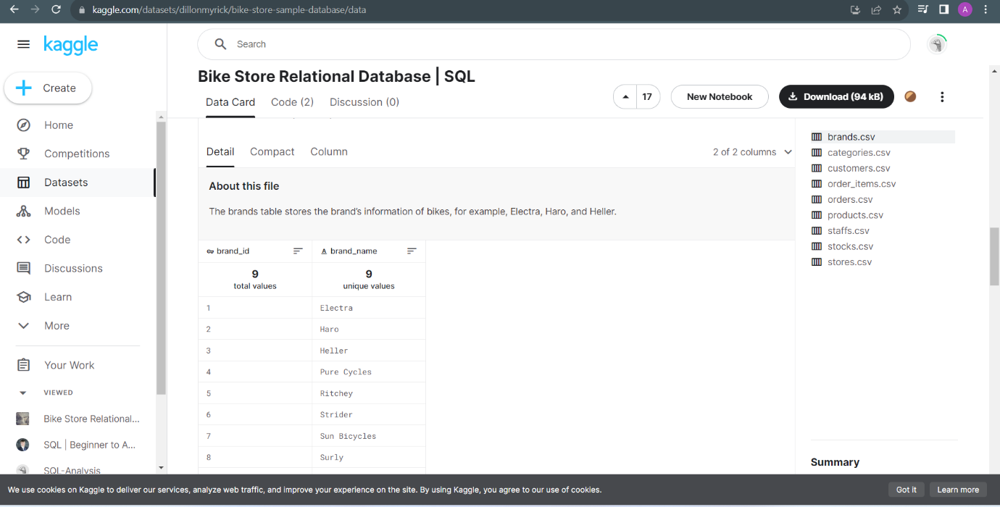 kaggle.com/datasets/dillonmyrick/bike-store-sample-database/data
A
kaggle
Search
Create
Home
Competitions
Datasets
Models
Code
Discussions
Learn
More
Your Work
VIEWED
Bike Store Relational...
SQL | Beginner to A...
SQL-Analysis
Bike Store Relational Database | SQL
Data Card Code (2) Discussion (0)
17
New Notebook
Download (94 kB)
Detail Compact Column
2 of 2 columns
About this file
The brands table stores the brand's information of bikes, for example, Electra, Haro, and Heller.
brand_id A brand_name
9 9
total values unique values
1 Electra
2 Haro
3 Heller
4 Pure Cycles
5 Ritchey
6 Strider
7 Sun Bicycles
8 Surly
brands.csv
categories.csv
customers.csv
order_items.csv
orders.csv
products.csv
staffs.csv
stocks.csv
stores.csv
Summary
We use cookies on Kaggle to deliver our services, analyze web traffic, and improve your experience on the site. By using Kaggle, you agree to our use of cookies.
Got it Learn more